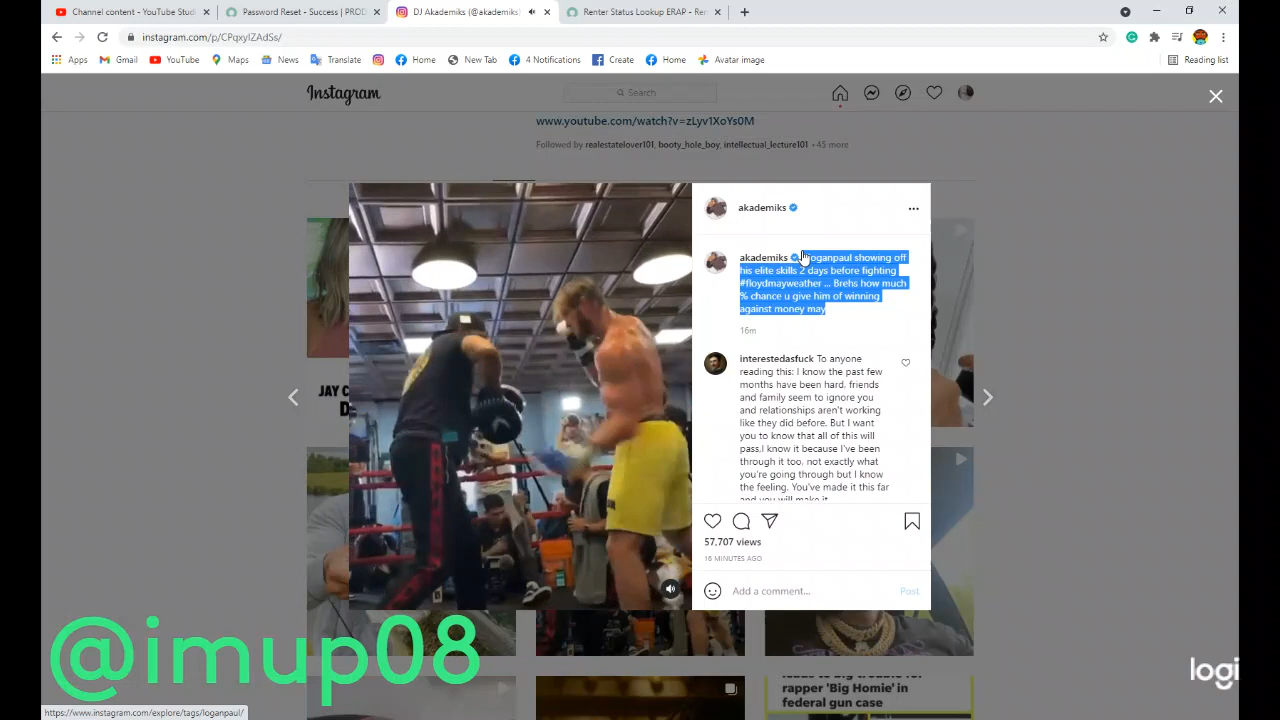 Channel content - YouTube Studi
Password Reset - Success | PROD
DJ Akademiks (@akademiks)
Renter Status Lookup ERAP - Ren
instagram.com/p/CPqxyIZAdSs/
Apps
Gmail
YouTube
Maps
News
Translate
Home
New Tab
4 Notifications
Create
Home
Avatar image
Reading list
Instagram
Search
www.youtube.com/watch?v=zLyv1XoYs0M
Followed by realestatelover101, booty_hole_boy, intellectual_lecture101 +45 more
akademiks
akademiks #loganpaul showing off
his elite skills 2 days before fighting
#floydmayweather ... Brehs how much
% chance u give him of winning
against money may
16m
interestedasfuck To anyone
reading this: I know the past few
months have been hard, friends
and family seem to ignore you
and relationships aren't working
like they did before. But I want
you to know that all of this will
pass,I know it because I've been
through it too, not exactly what
you're going through but I know
the feeling. You've made it this far
and you will make it
57,707 views
16 MINUTES AGO
Add a comment...
Post
JAY C
D
@imup08
logi
rapper 'Big Homie' in
federal gun case
https://www.instagram.com/explore/tags/loganpaul/